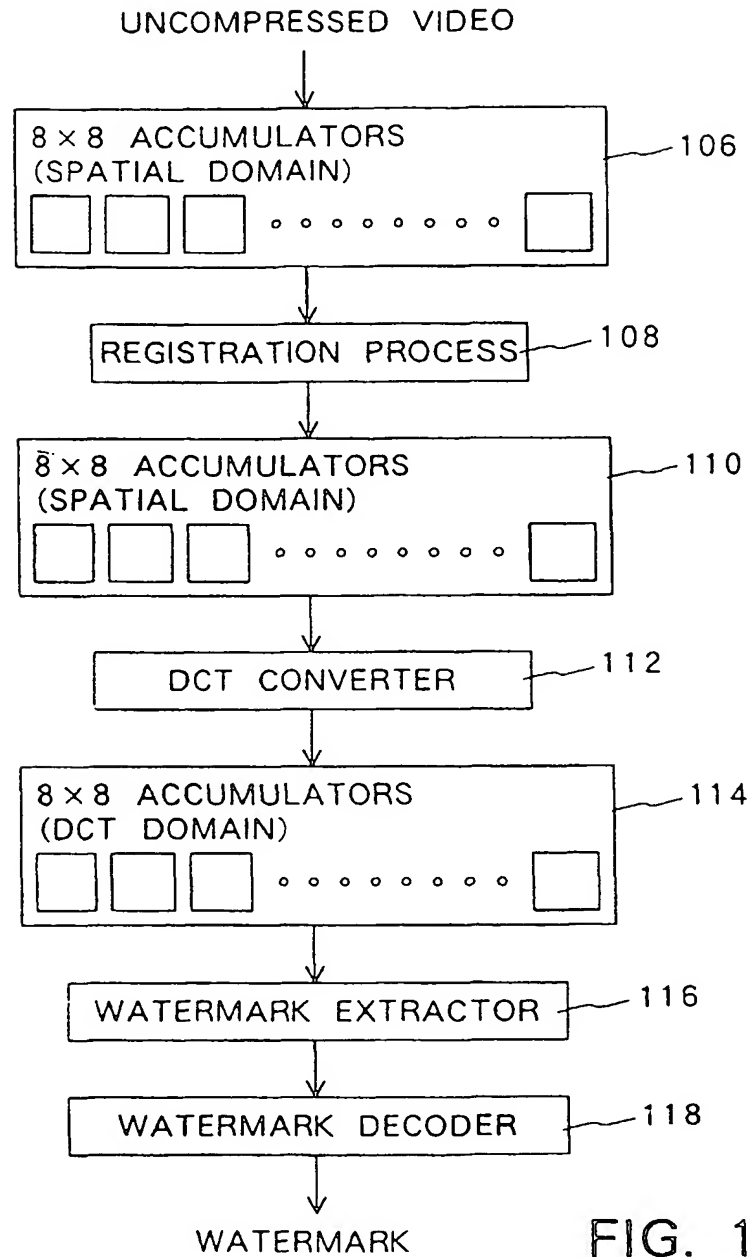 UNCOMPRESSED VIDEO
8 × 8 ACCUMULATORS
(SPATIAL DOMAIN)
106
REGISTRATION PROCESS
108
8 × 8 ACCUMULATORS
(SPATIAL DOMAIN)
110
DCT CONVERTER
112
8 × 8 ACCUMULATORS
(DCT DOMAIN)
114
WATERMARK EXTRACTOR
116
WATERMARK DECODER
118
WATERMARK
FIG. 1